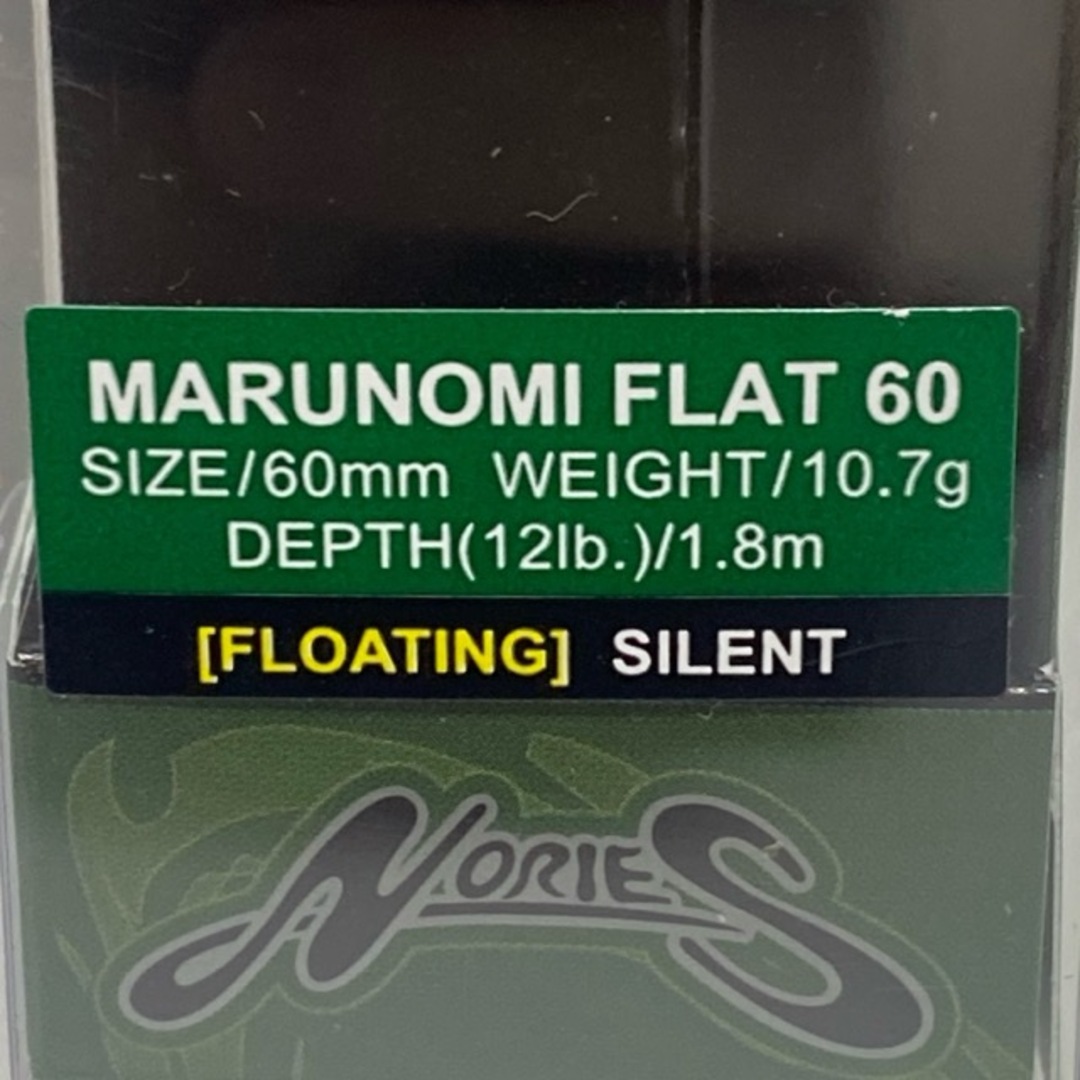 MARUNOMI FLAT 60
SIZE/60mm WEIGHT/10.7g
DEPTH(12lb.)/1.8m
[FLOATING] SILENT
NORIES